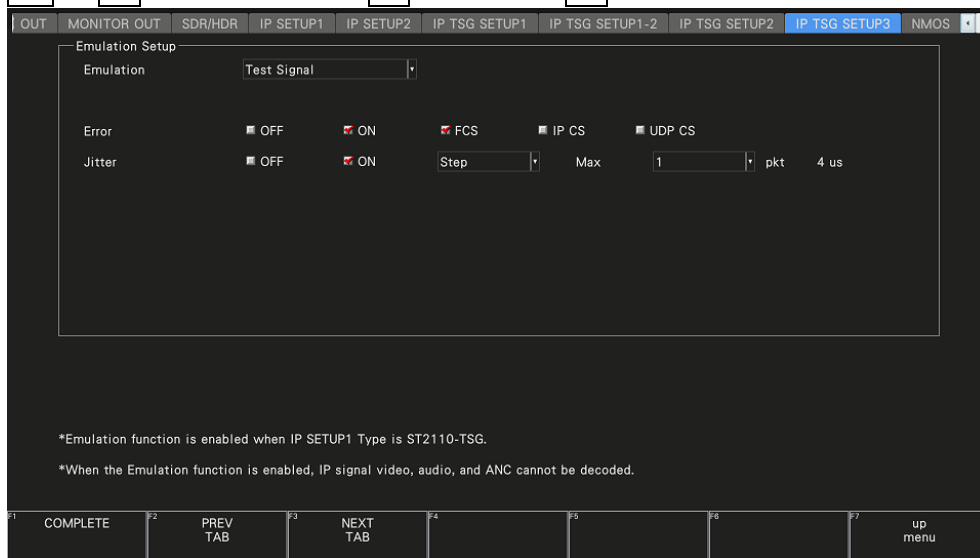 OUT MONITOR OUT SDR/HDR IP SETUP1 IP SETUP2 IP TSG SETUP1 IP TSG SETUP1-2 IP TSG SETUP2 IP TSG SETUP3 NMOS
Emulation Setup
Emulation Test Signal
Error OFF ON FCS IP CS UDP CS
Jitter OFF ON Step Max 1 pkt 4 us
*Emulation function is enabled when IP SETUP1 Type is ST2110-TSG.
*When the Emulation function is enabled, IP signal video, audio, and ANC cannot be decoded.
F1 COMPLETE F2 PREV TAB F3 NEXT TAB F4 F5 F6 F7 up menu